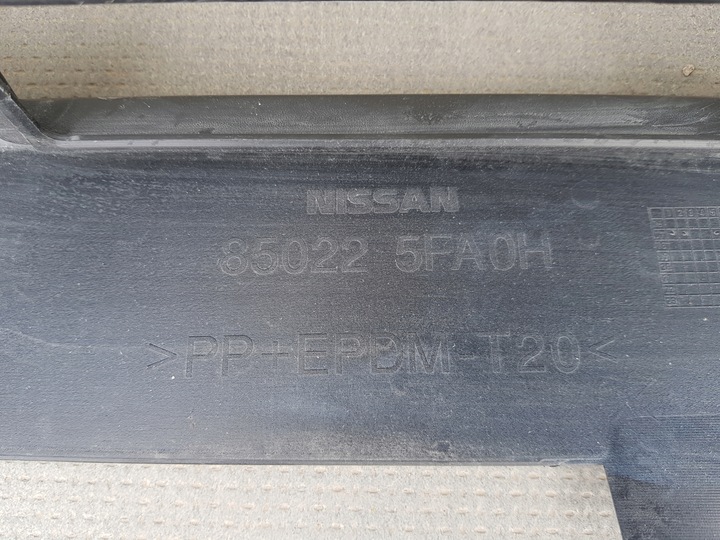 NISSAN
85022 5FA0H
>PP+EPDM-T20<